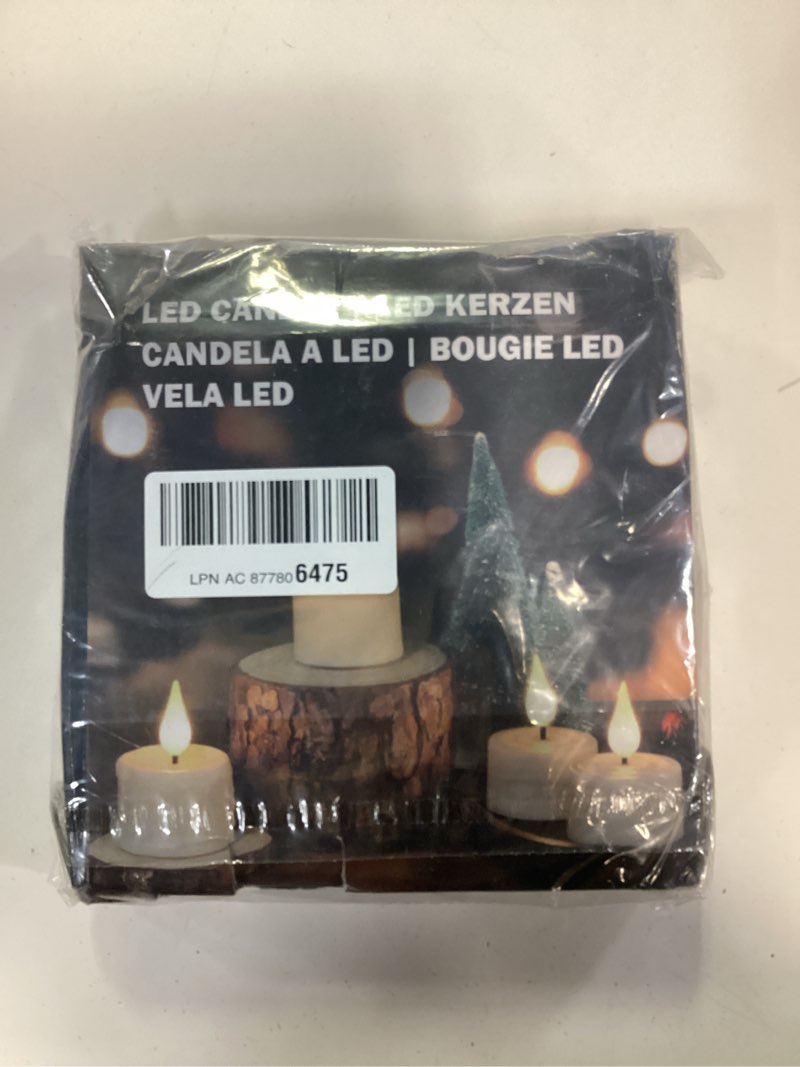 LED KERZEN
CANDELA A LED | BOUGIE LED
VELA LED
LPN AC 877806475